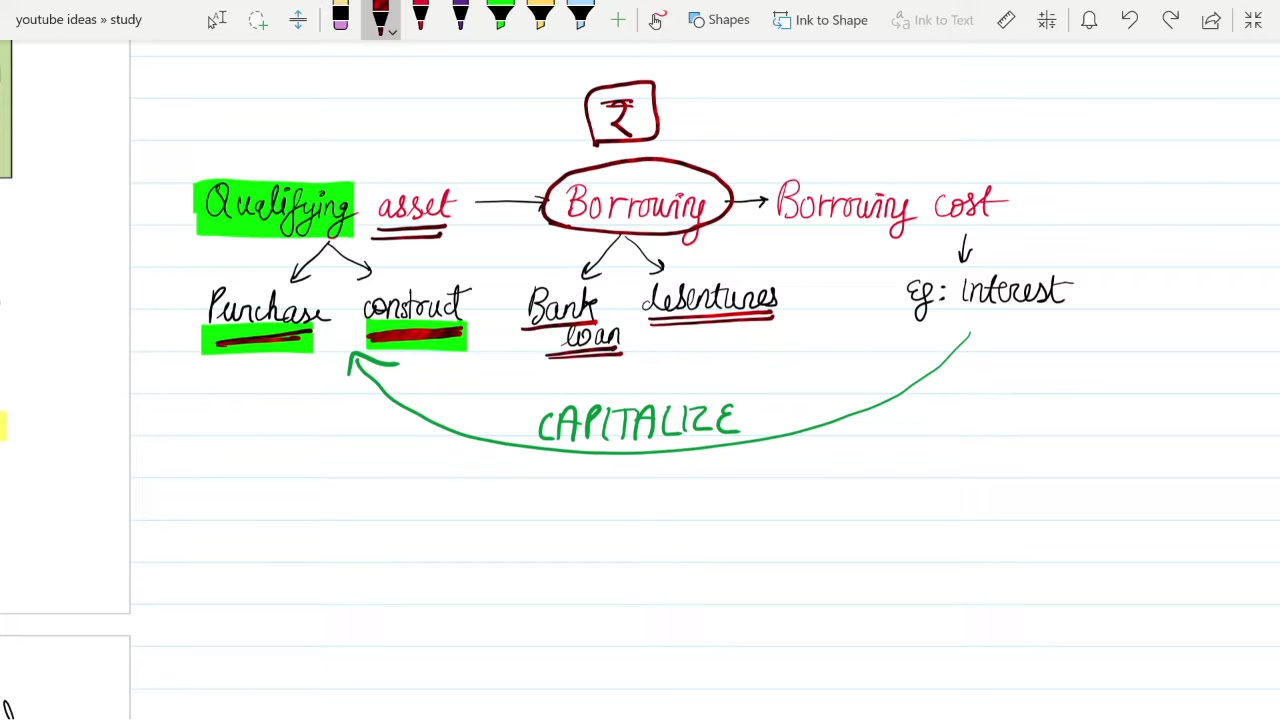 youtube ideas » study
Shapes
Ink to Shape
Ink to Text
₹
Qualifying asset → Borrowing → Borrowing cost
Purchase construct Bank loan debentures Eg: Interest
CAPITALIZE